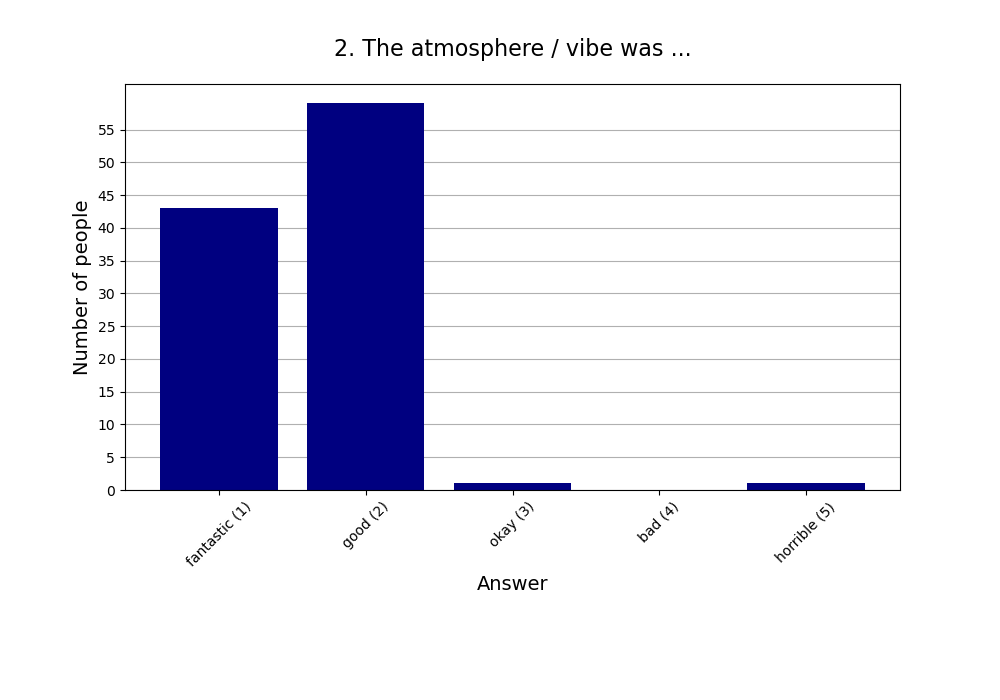 2. The atmosphere / vibe was ...
Number of people
55
50
45
40
35
30
25
20
15
10
5
0
fantastic (1)
good (2)
okay (3)
bad (4)
horrible (5)
Answer